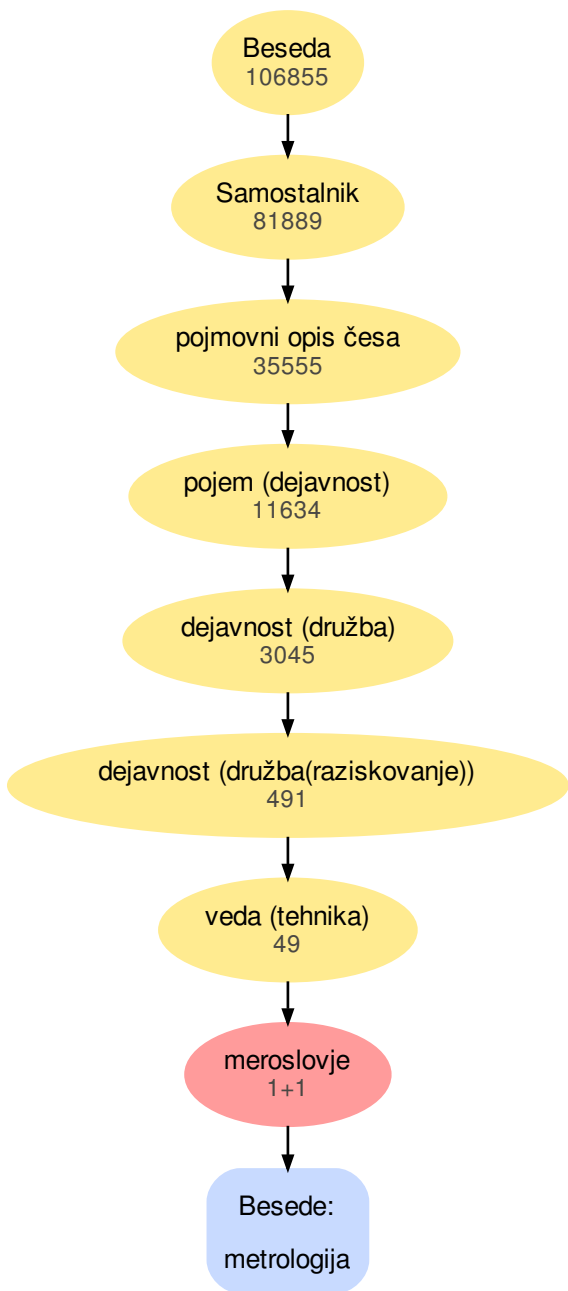 Beseda
106855
Samostalnik
81889
pojmovni opis česa
35555
pojem (dejavnost)
11634
dejavnost (družba)
3045
dejavnost (družba(raziskovanje))
491
veda (tehnika)
49
meroslovje
1+1
Besede:
metrologija